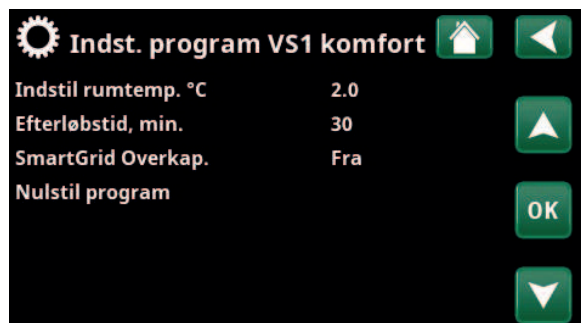 Indst. program VS1 komfort
Indstil rumtemp. °C 2.0
Efterløbstid, min. 30
SmartGrid Overkap. Fra
Nulstil program
OK